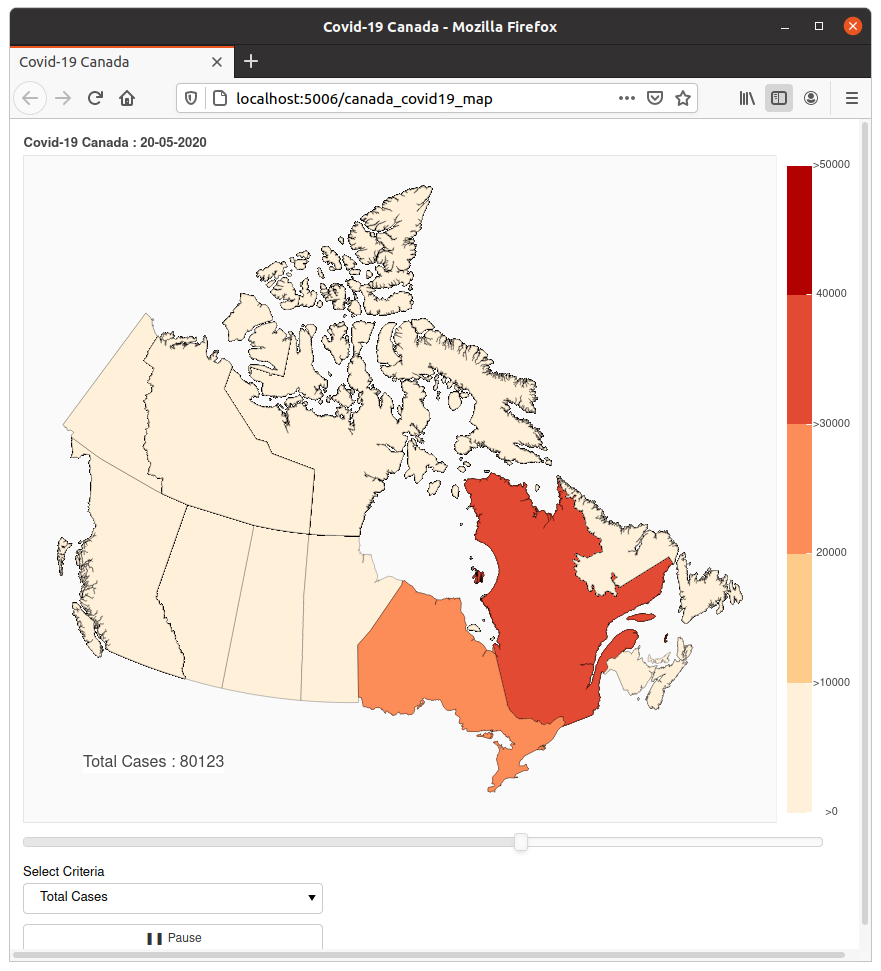 Covid-19 Canada - Mozilla Firefox
Covid-19 Canada
localhost:5006/canada_covid19_map
Covid-19 Canada : 20-05-2020
>50000
40000
>30000
20000
>10000
>0
Total Cases : 80123
Select Criteria
Total Cases
Pause